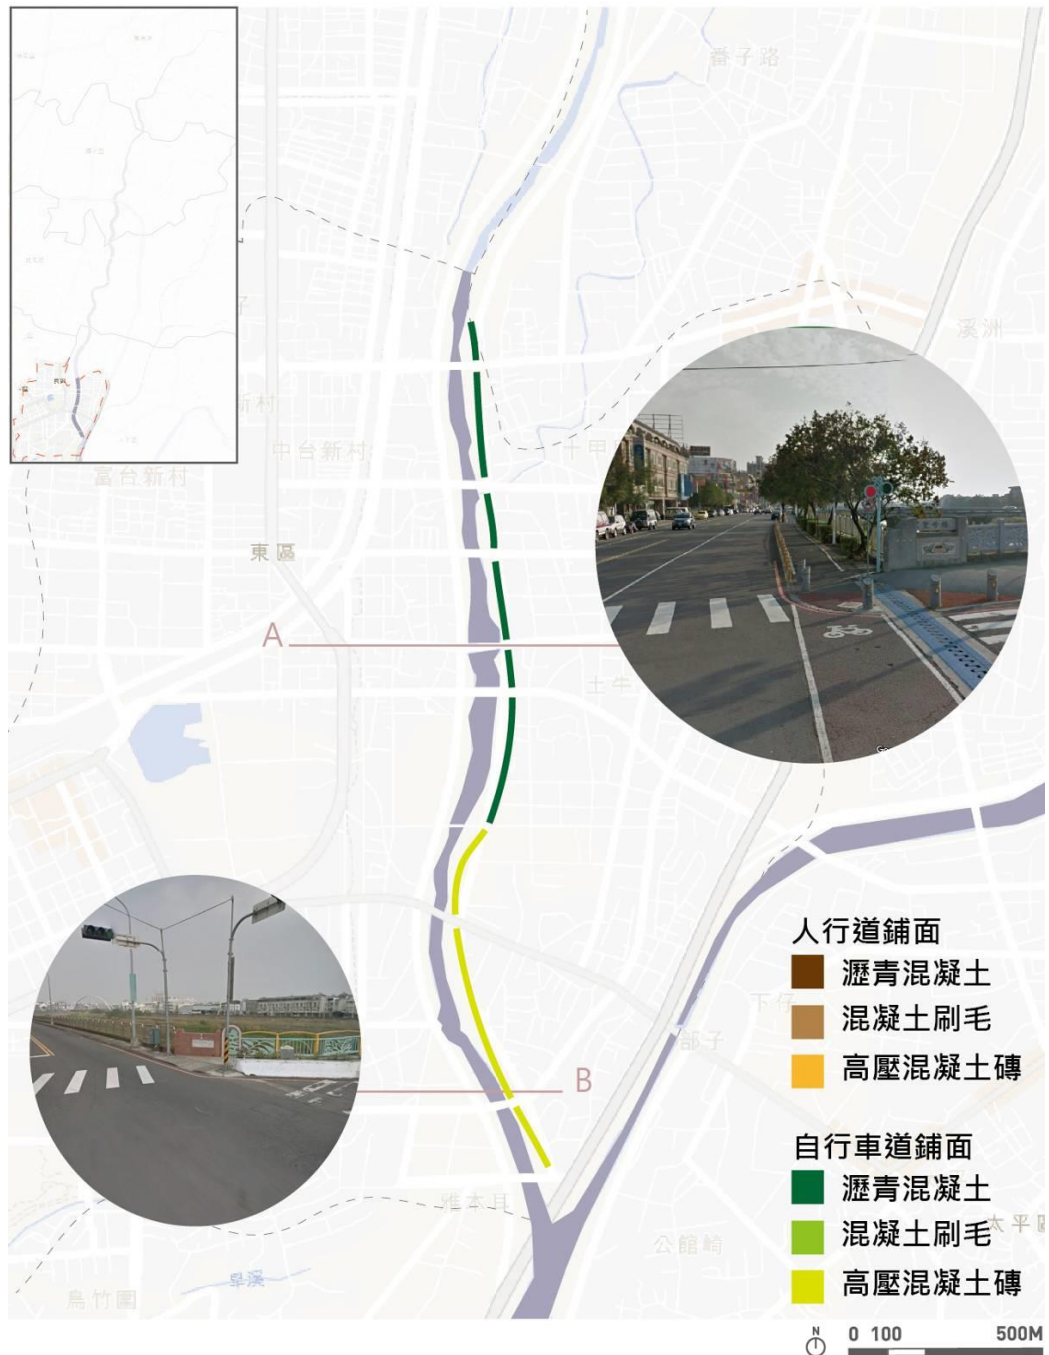 番子路
溪洲
中台新村
富台新村
新村
十甲
東區
A
土牛
B
人行道鋪面
瀝青混凝土
混凝土刷毛
高壓混凝土磚
下仔
部子
自行車道鋪面
瀝青混凝土
混凝土刷毛
高壓混凝土磚
太平區
公館崎
旱溪
鳥竹圍
N
0 100 500M